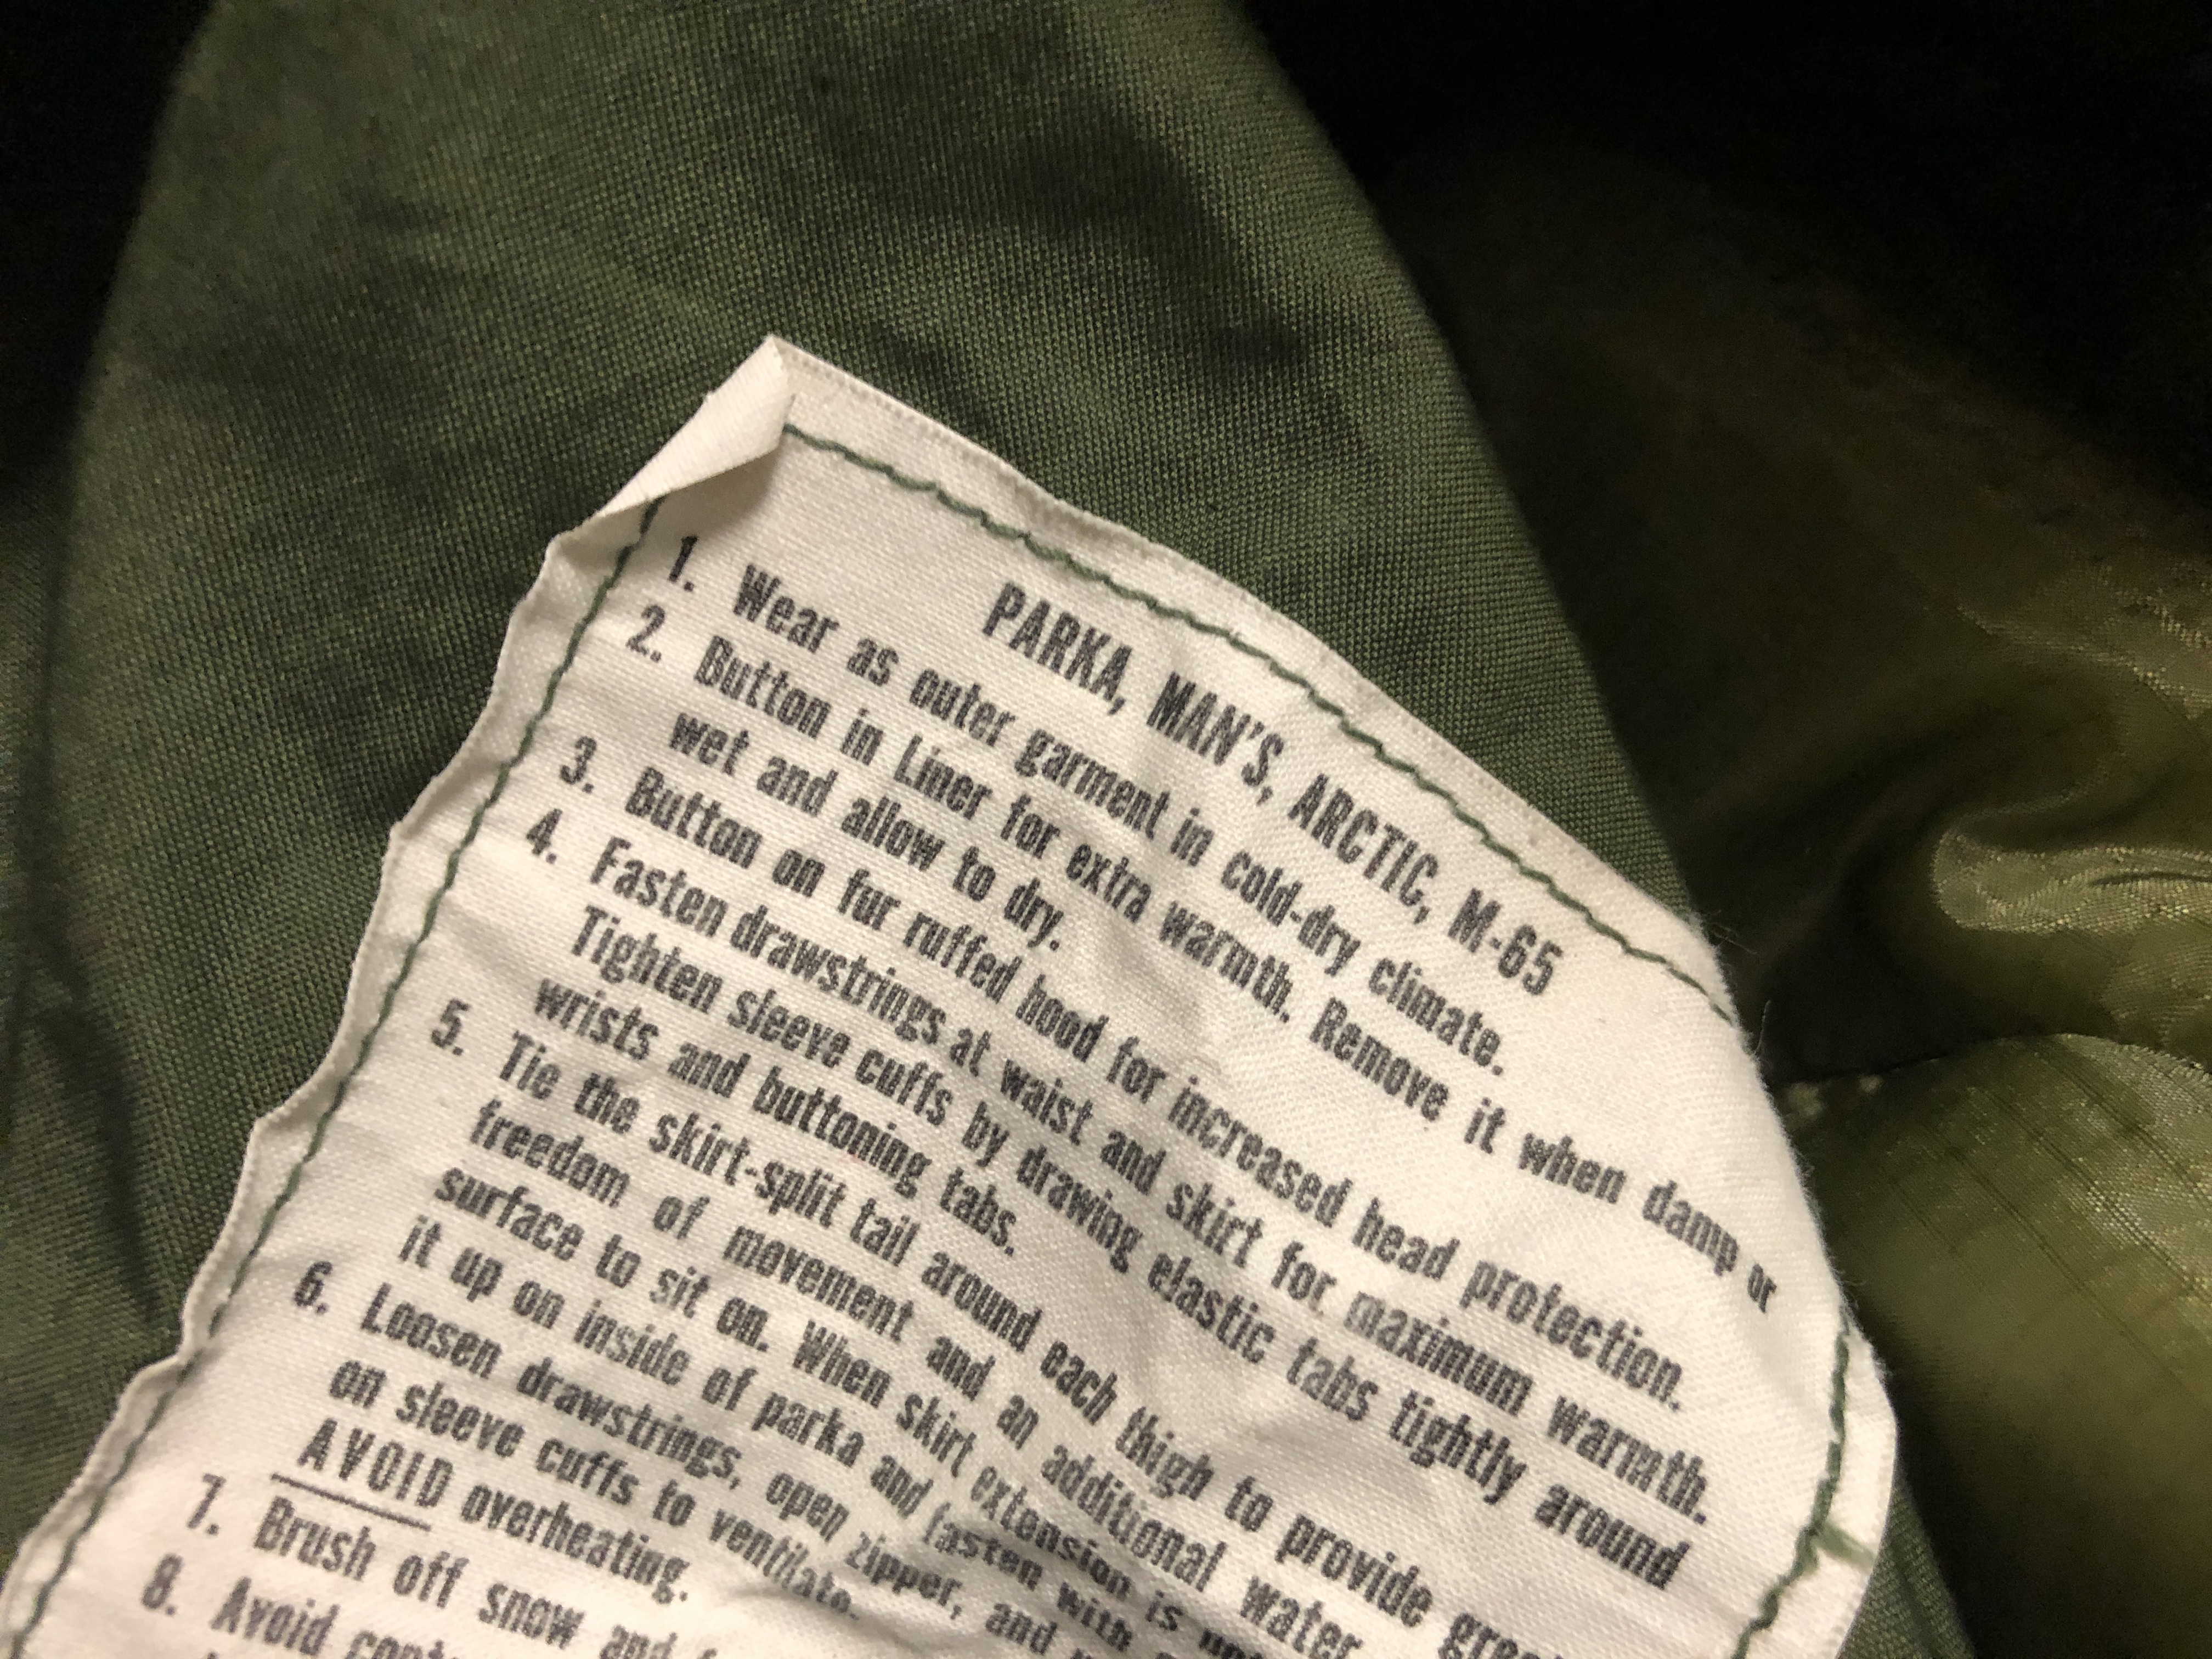 PARKA, MAN'S, ARCTIC, M-65
1. Wear as outer garment in cold-dry climate.
2. Button in Liner for extra warmth. Remove it when damp or
wet and allow to dry.
3. Button on fur ruffed hood for increased head protection.
4. Fasten drawstrings at waist and skirt for maximum warmth.
Tighten sleeve cuffs by drawing elastic tabs tightly around
wrists and buttoning tabs.
5. Tie the skirt-split tail around each thigh to provide
freedom of movement and an additional water
surface to sit on. When skirt extension is
it up on inside of parka and fasten with
6. Loosen drawstrings, open zipper, and
on sleeve cuffs to ventilate.
AVOID overheating.
7. Brush off snow and
8. Avoid